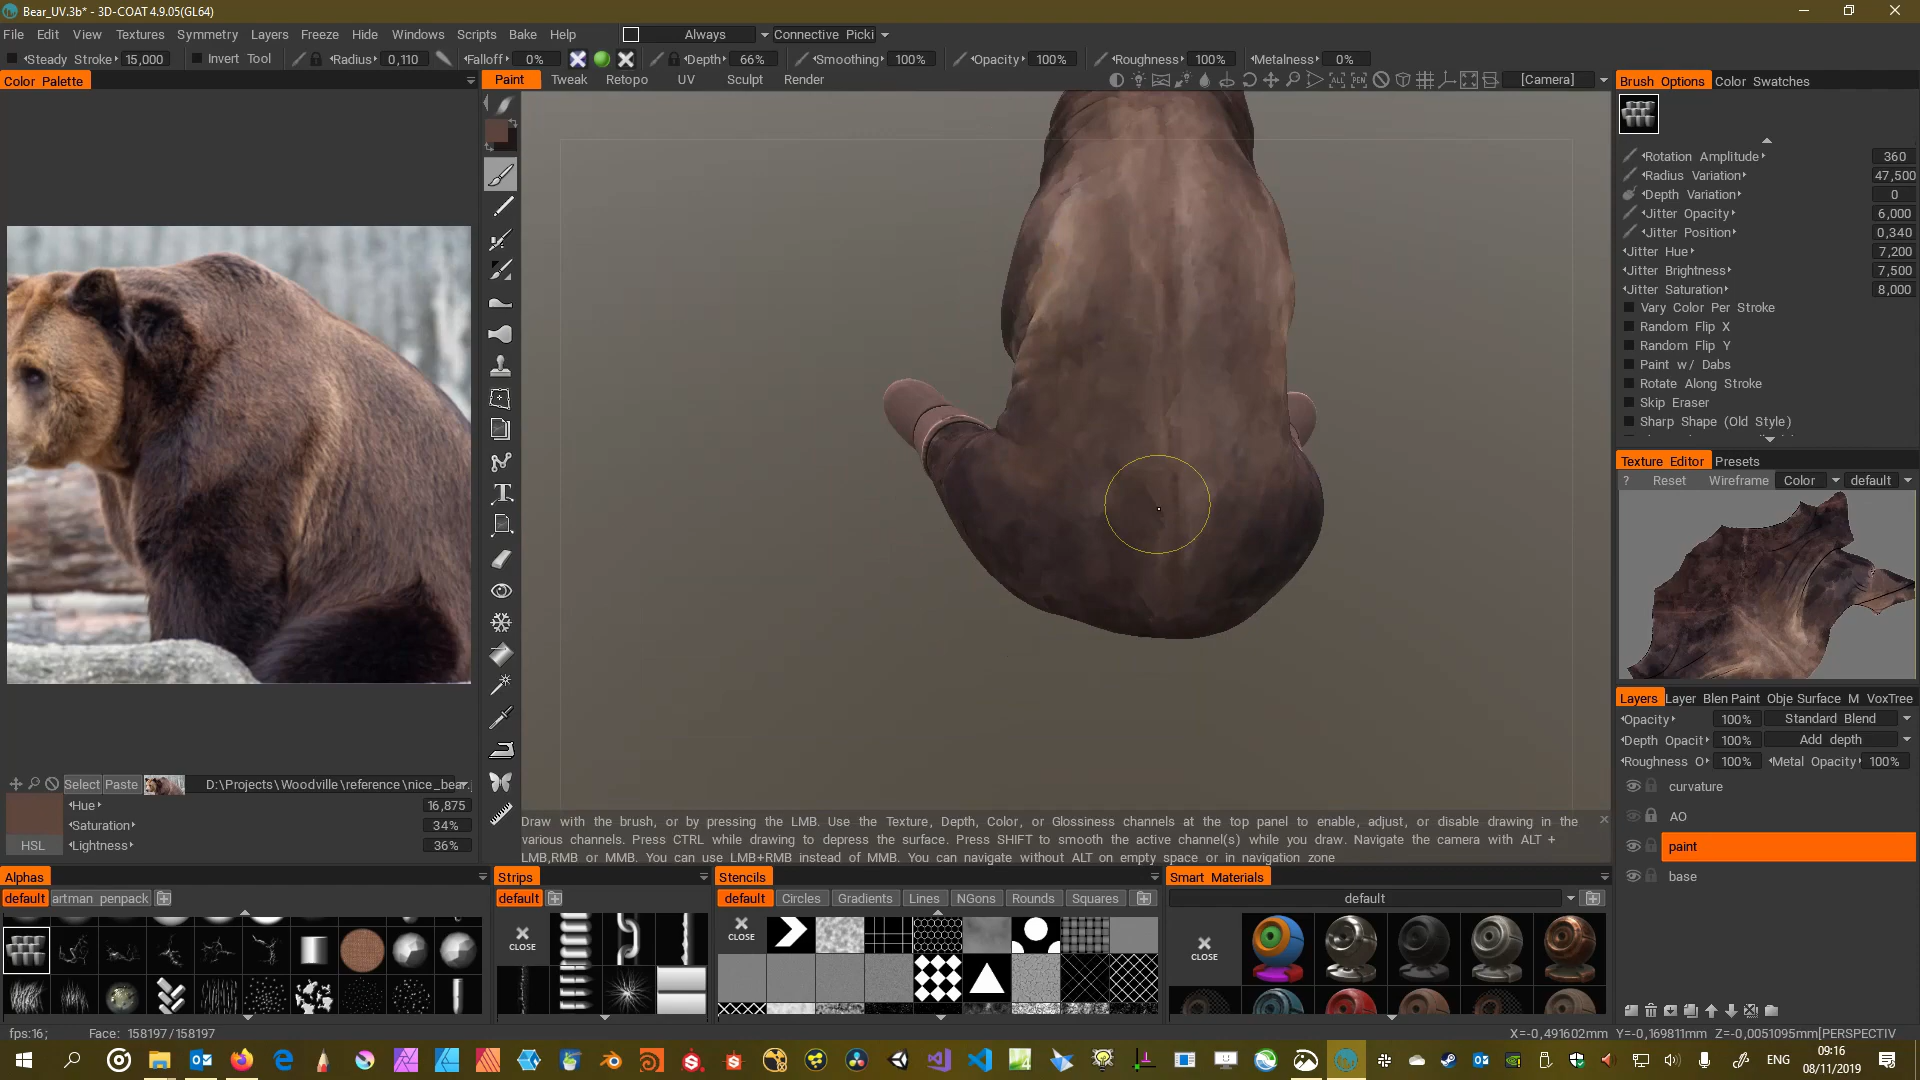 Bear_UV.3b* - 3D-COAT 4.9.05(GL64)
File Edit View Textures Symmetry Layers Freeze Hide Windows Scripts Bake Help Always Connective Picki
Steady Stroke 15,000 Invert Tool Radius 0,110 Falloff 0% Depth 66% Smoothing 100% Opacity 100% Roughness 100% Metalness 0%
Color Palette
Paint Tweak Retopo UV Sculpt Render
[Camera]
Brush Options Color Swatches
Rotation Amplitude 360
Radius Variation 47,500
Depth Variation 0
Jitter Opacity 6,000
Jitter Position 0,340
Jitter Hue 7,200
Jitter Brightness 7,500
Jitter Saturation 8,000
Vary Color Per Stroke
Random Flip X
Random Flip Y
Paint w/ Dabs
Rotate Along Stroke
Skip Eraser
Sharp Shape (Old Style)
Texture Editor Presets
? Reset Wireframe Color default
Layers Layer Blen Paint Obje Surface M VoxTree
Opacity 100% Standard Blend
Depth Opacit 100% Add depth
Roughness O 100% Metal Opacity 100%
curvature
AO
paint
base
Select Paste D:\Projects\Woodville\reference\nice_bear.
Hue 16,875
Saturation 34%
HSL Lightness 36%
Draw with the brush, or by pressing the LMB. Use the Texture, Depth, Color, or Glossiness channels at the top panel to enable, adjust, or disable drawing in the
various channels. Press CTRL while drawing to depress the surface. Press SHIFT to smooth the active channel(s) while you draw. Navigate the camera with ALT +
LMB,RMB or MMB. You can use LMB+RMB instead of MMB. You can navigate without ALT on empty space or in navigation zone
Alphas
default artman penpack
Strips
default
CLOSE
Stencils
default Circles Gradients Lines NGons Rounds Squares
CLOSE
Smart Materials
default
CLOSE
fps:16; Face: 158197/158197
X=-0,491602mm Y=-0,169811mm Z=-0,0051095mm[PERSPECTIV
ENG
09:16
08/11/2019